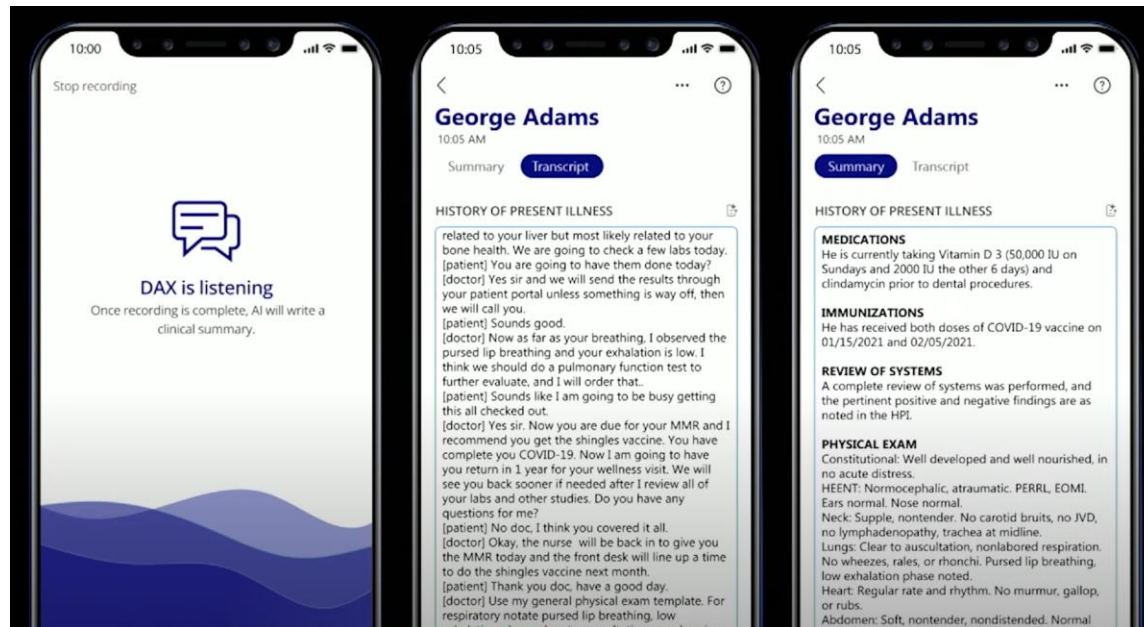 10:00
Stop recording
DAX is listening
Once recording is complete, AI will write a
clinical summary.
10:05
George Adams
10:05 AM
Summary
Transcript
HISTORY OF PRESENT ILLNESS
related to your liver but most likely related to your
bone health. We are going to check a few labs today.
[patient] You are going to have them done today?
[doctor] Yes sir and we will send the results through
your patient portal unless something is way off, then
we will call you.
[patient] Sounds good.
[doctor] Now as far as your breathing, I observed the
pursed lip breathing and your exhalation is low. I
think we should do a pulmonary function test to
further evaluate, and I will order that..
[patient] Sounds like I am going to be busy getting
this all checked out.
[doctor] Yes sir. Now you are due for your MMR and I
recommend you get the shingles vaccine. You have
complete you COVID-19. Now I am going to have
you return in 1 year for your wellness visit. We will
see you back sooner if needed after I review all of
your labs and other studies. Do you have any
questions for me?
[patient] No doc, I think you covered it all.
[doctor] Okay, the nurse will be back in to give you
the MMR today and the front desk will line up a time
to do the shingles vaccine next month.
[patient] Thank you doc, have a good day.
[doctor] Use my general physical exam template. For
respiratory notate pursed lip breathing, low
10:05
George Adams
10:05 AM
Summary
Transcript
HISTORY OF PRESENT ILLNESS
MEDICATIONS
He is currently taking Vitamin D 3 (50,000 IU on
Sundays and 2000 IU the other 6 days) and
clindamycin prior to dental procedures.
IMMUNIZATIONS
He has received both doses of COVID-19 vaccine on
01/15/2021 and 02/05/2021.
REVIEW OF SYSTEMS
A complete review of systems was performed, and
the pertinent positive and negative findings are as
noted in the HPI.
PHYSICAL EXAM
Constitutional: Well developed and well nourished, in
no acute distress.
HEENT: Normocephalic, atraumatic. PERRL, EOMI.
Ears normal. Nose normal.
Neck: Supple, nontender. No carotid bruits, no JVD,
no lymphadenopathy, trachea at midline.
Lungs: Clear to auscultation, nonlabored respiration.
No wheezes, rales, or rhonchi. Pursed lip breathing,
low exhalation phase noted.
Heart: Regular rate and rhythm. No murmur, gallop,
or rubs.
Abdomen: Soft, nontender, nondistended. Normal